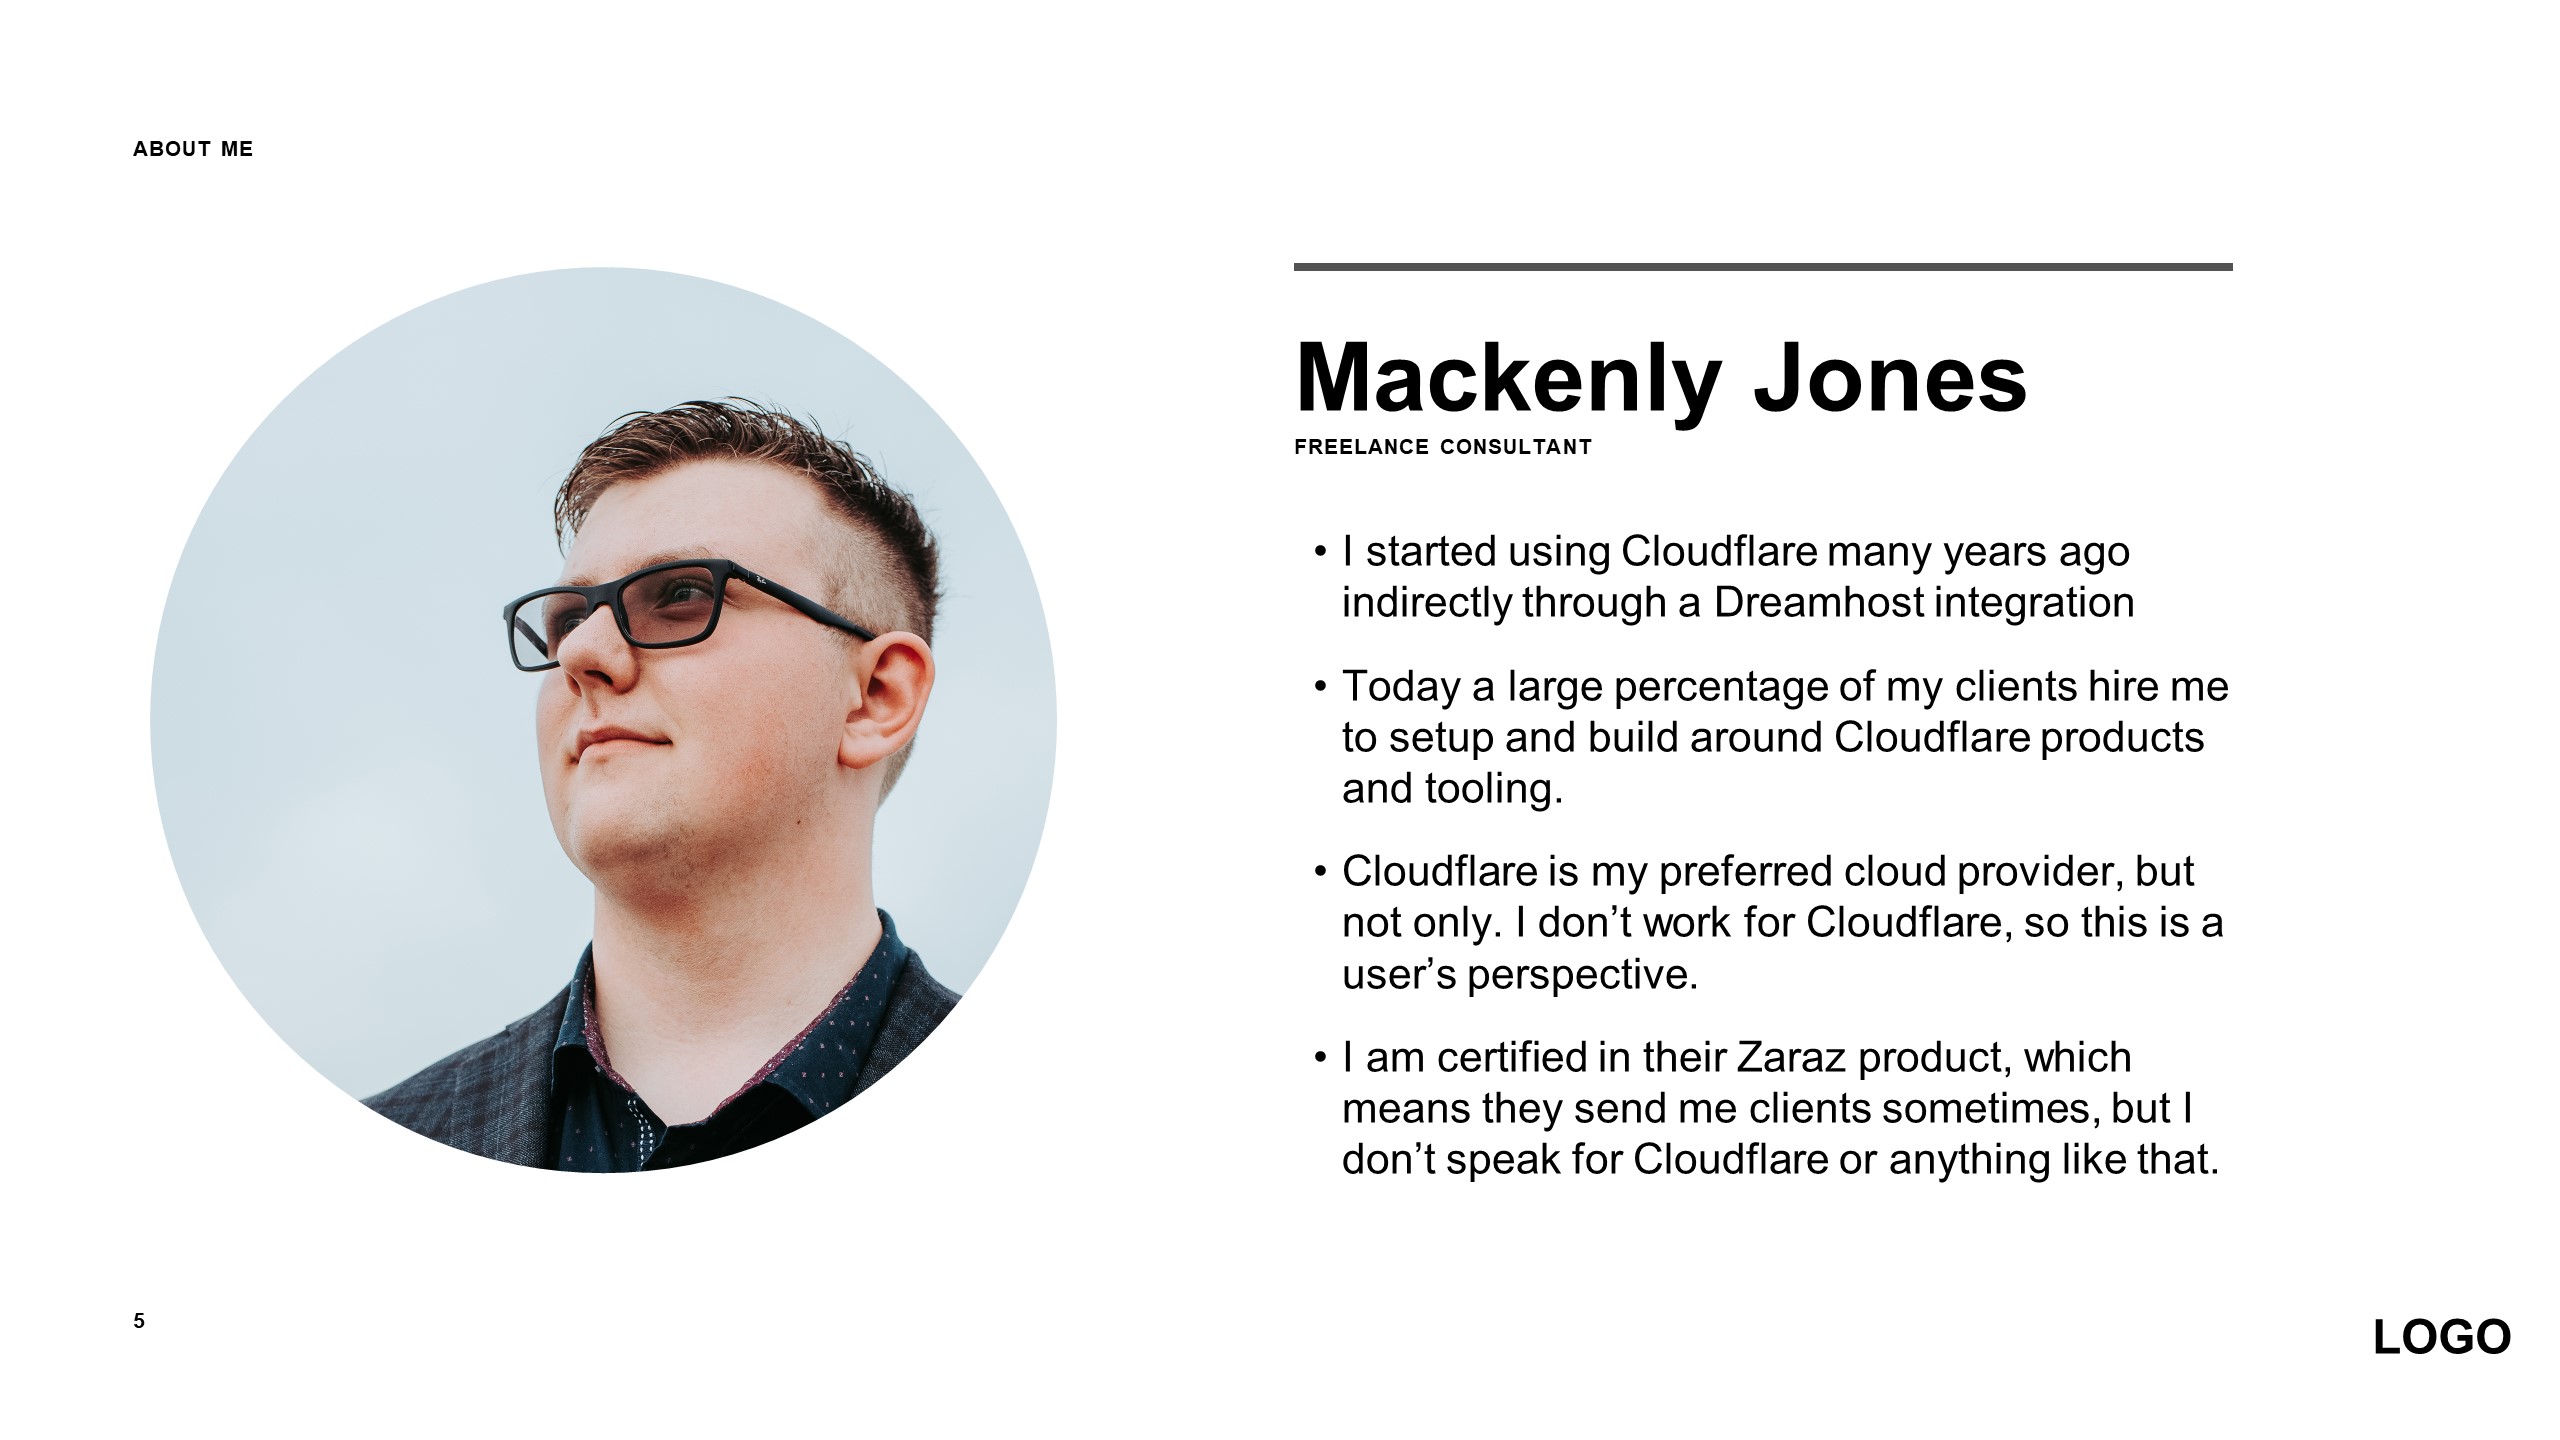 ABOUT ME
Mackenly Jones
FREELANCE CONSULTANT
• I started using Cloudflare many years ago
indirectly through a Dreamhost integration
• Today a large percentage of my clients hire me
to setup and build around Cloudflare products
and tooling.
• Cloudflare is my preferred cloud provider, but
not only. I don’t work for Cloudflare, so this is a
user’s perspective.
• I am certified in their Zaraz product, which
means they send me clients sometimes, but I
don’t speak for Cloudflare or anything like that.
5
LOGO